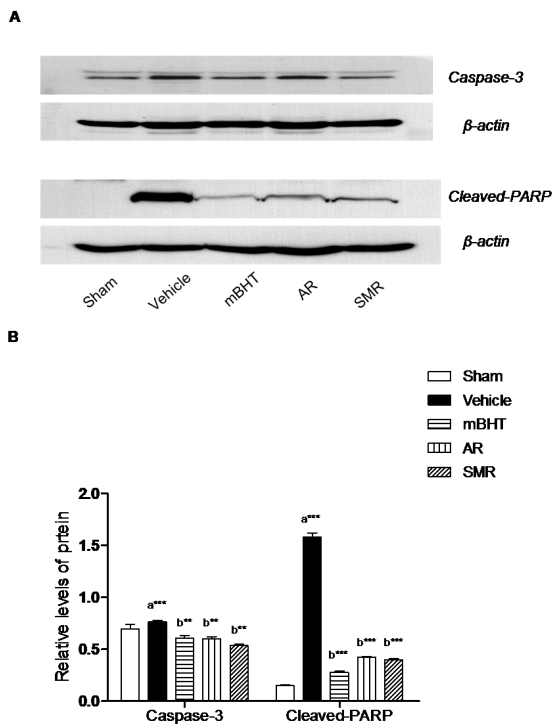 A
Caspase-3
β-actin
Cleaved-PARP
β-actin
Sham Vehicle mBHT AR SMR
B
Sham
Vehicle
mBHT
AR
SMR
Relative levels of prtein
2.0
1.5
1.0
0.5
0.0
a***
b**
b**
b**
a***
b***
b***
b***
Caspase-3 Cleaved-PARP